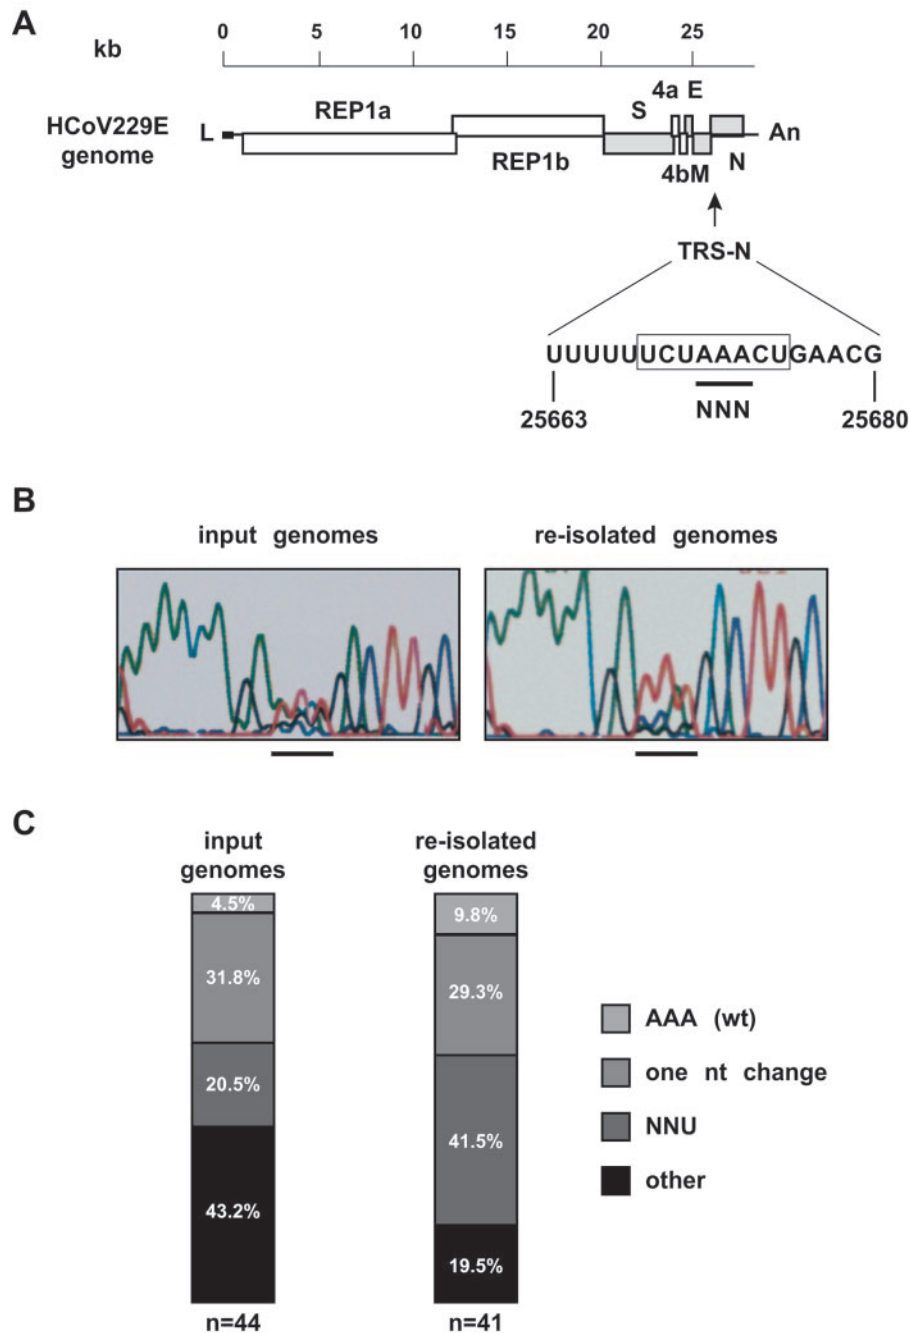 A
kb
0 5 10 15 20 25
HCoV229E
genome
L
REP1a
REP1b
S
4a E
4bM
N
An
TRS-N
UUUUUUCUAAACUGAACG
NNN
25663
25680
B
input genomes
re-isolated genomes
C
input
genomes
re-isolated
genomes
4.5%
31.8%
20.5%
43.2%
n=44
9.8%
29.3%
41.5%
19.5%
n=41
AAA (wt)
one nt change
NNU
other